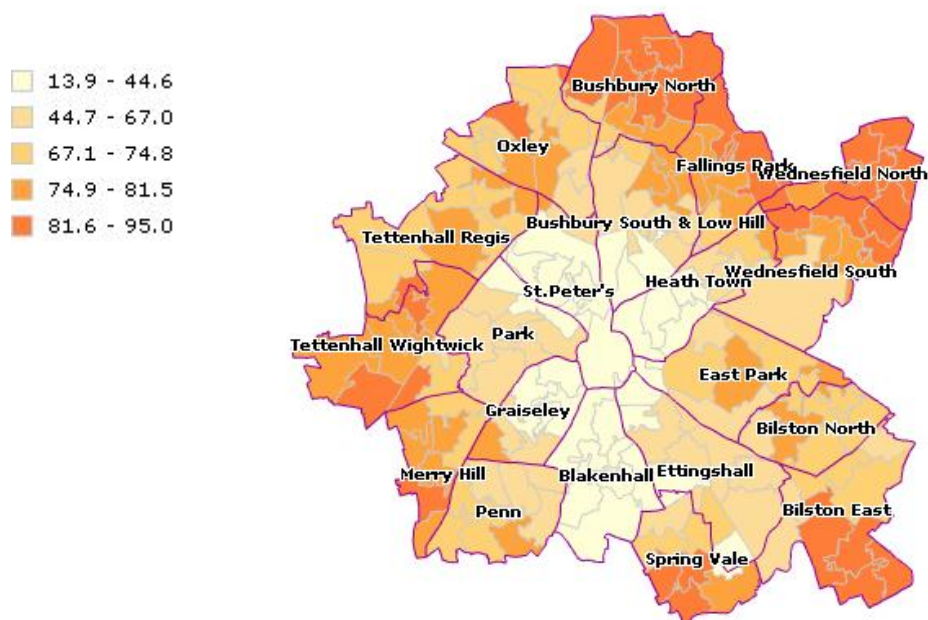 13.9 - 44.6
44.7 - 67.0
67.1 - 74.8
74.9 - 81.5
81.6 - 95.0
Bushbury North
Oxley
Fallings Park
Wednesfield North
Bushbury South & Low Hill
Tettenhall Regis
Wednesfield South
Heath Town
St.Peter's
Park
Tettenhall Wightwick
East Park
Graiseley
Bilston North
Merry Hill
Blakenhall
Ettingshall
Penn
Bilston East
Spring Vale